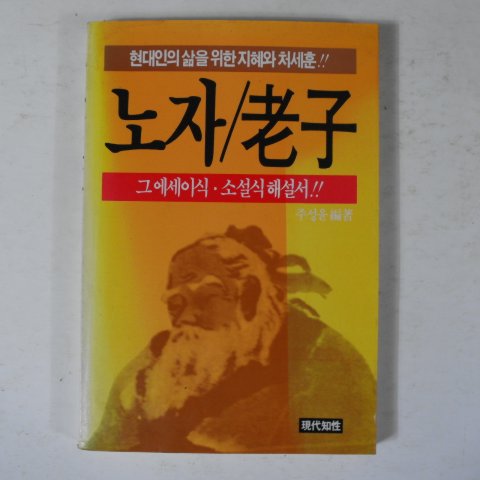 현대인의 삶을 위한 지혜와 처세훈!!
노자/老子
그 에세이식·소설식 해설서!!
주성윤 編著
現代知性